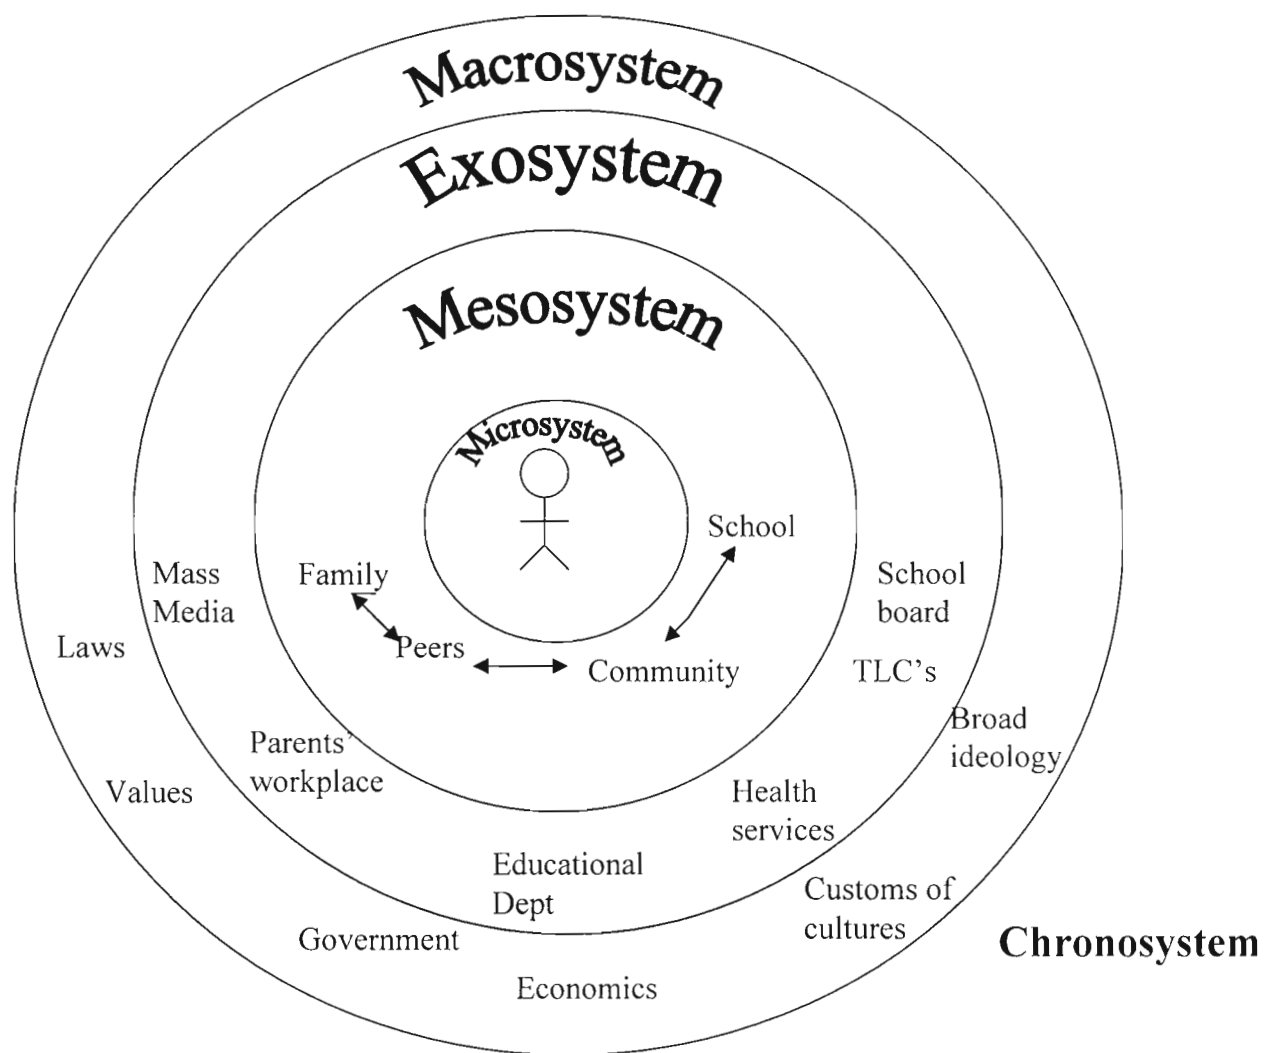 Macrosystem
Exosystem
Mesosystem
Microsystem
School
Family
Mass
Media
School
board
Laws
Peers
Community
TLC's
Broad
ideology
Parents'
workplace
Values
Health
services
Educational
Dept
Customs of
cultures
Government
Chronosystem
Economics